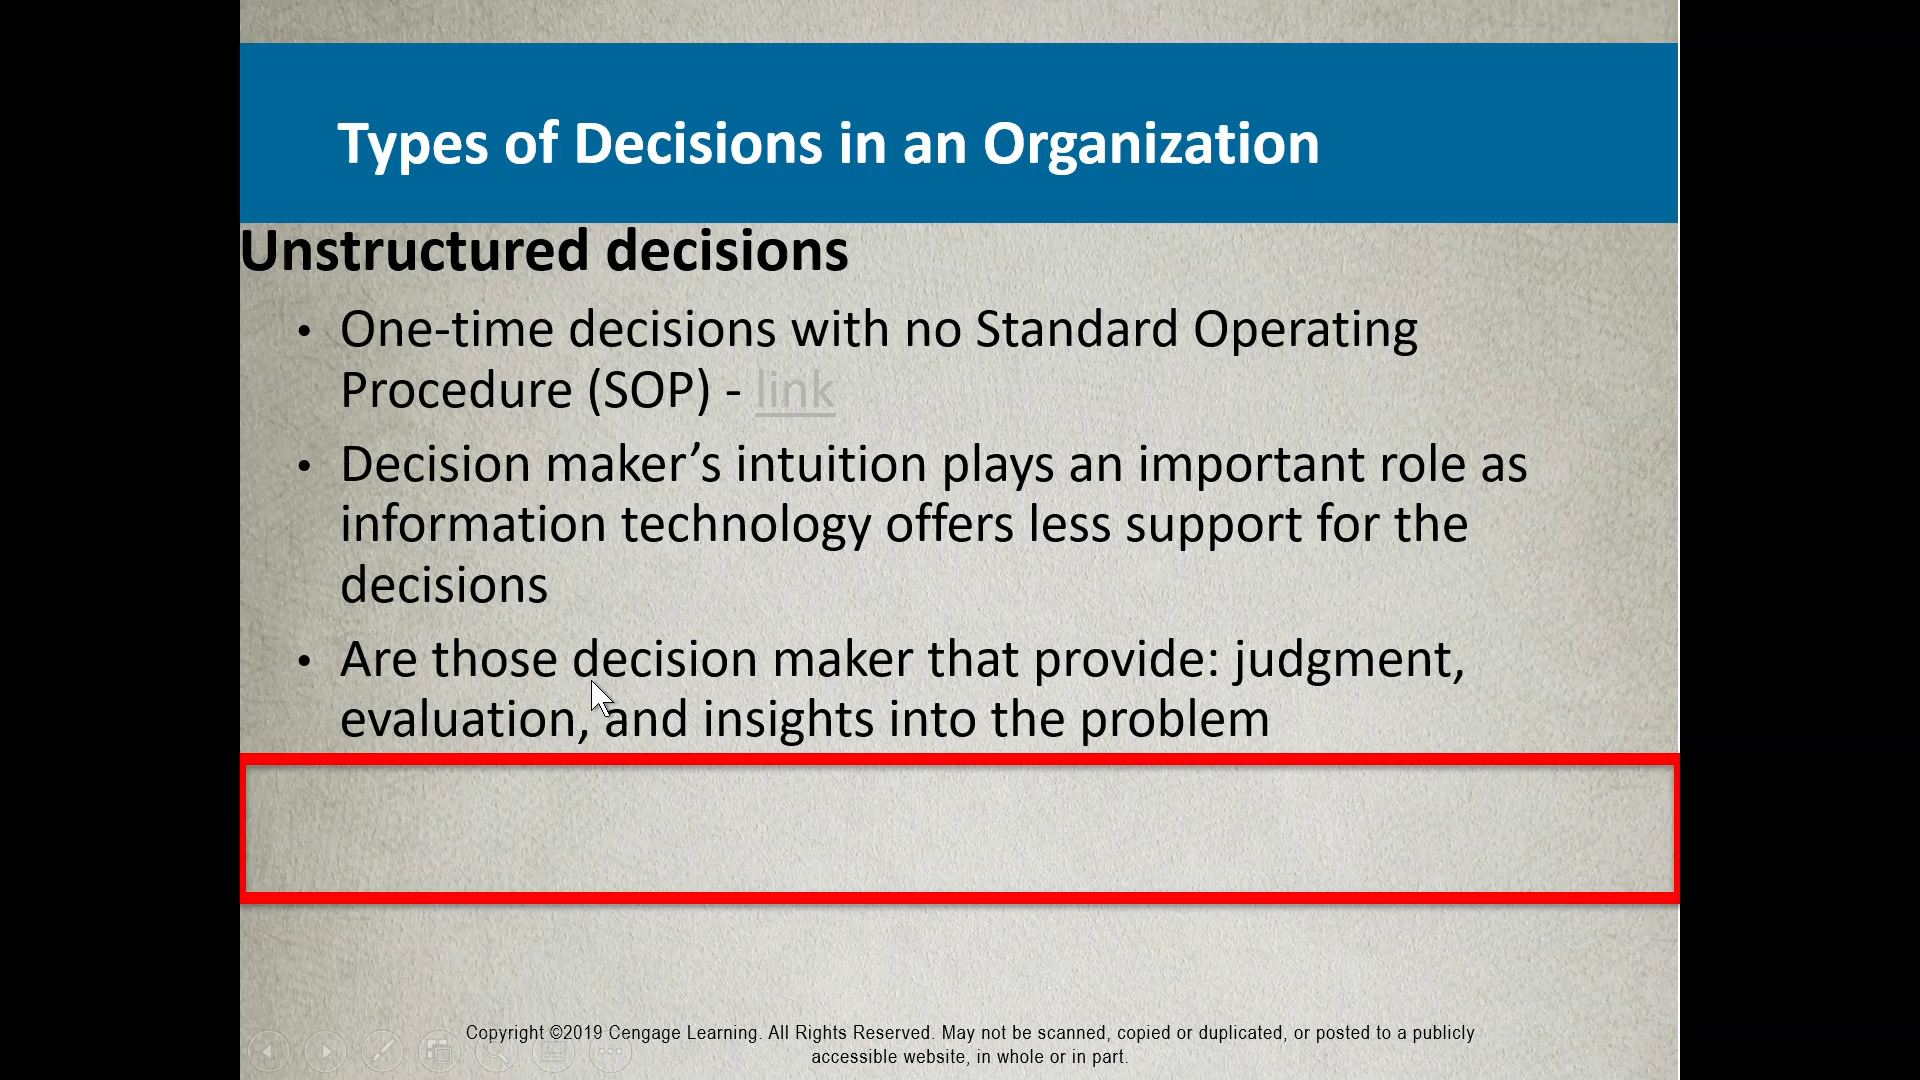 Types of Decisions in an Organization
Unstructured decisions
• One-time decisions with no Standard Operating
Procedure (SOP) - link
• Decision maker’s intuition plays an important role as
information technology offers less support for the
decisions
• Are those decision maker that provide: judgment,
evaluation, and insights into the problem
Copyright ©2019 Cengage Learning. All Rights Reserved. May not be scanned, copied or duplicated, or posted to a publicly
accessible website, in whole or in part.